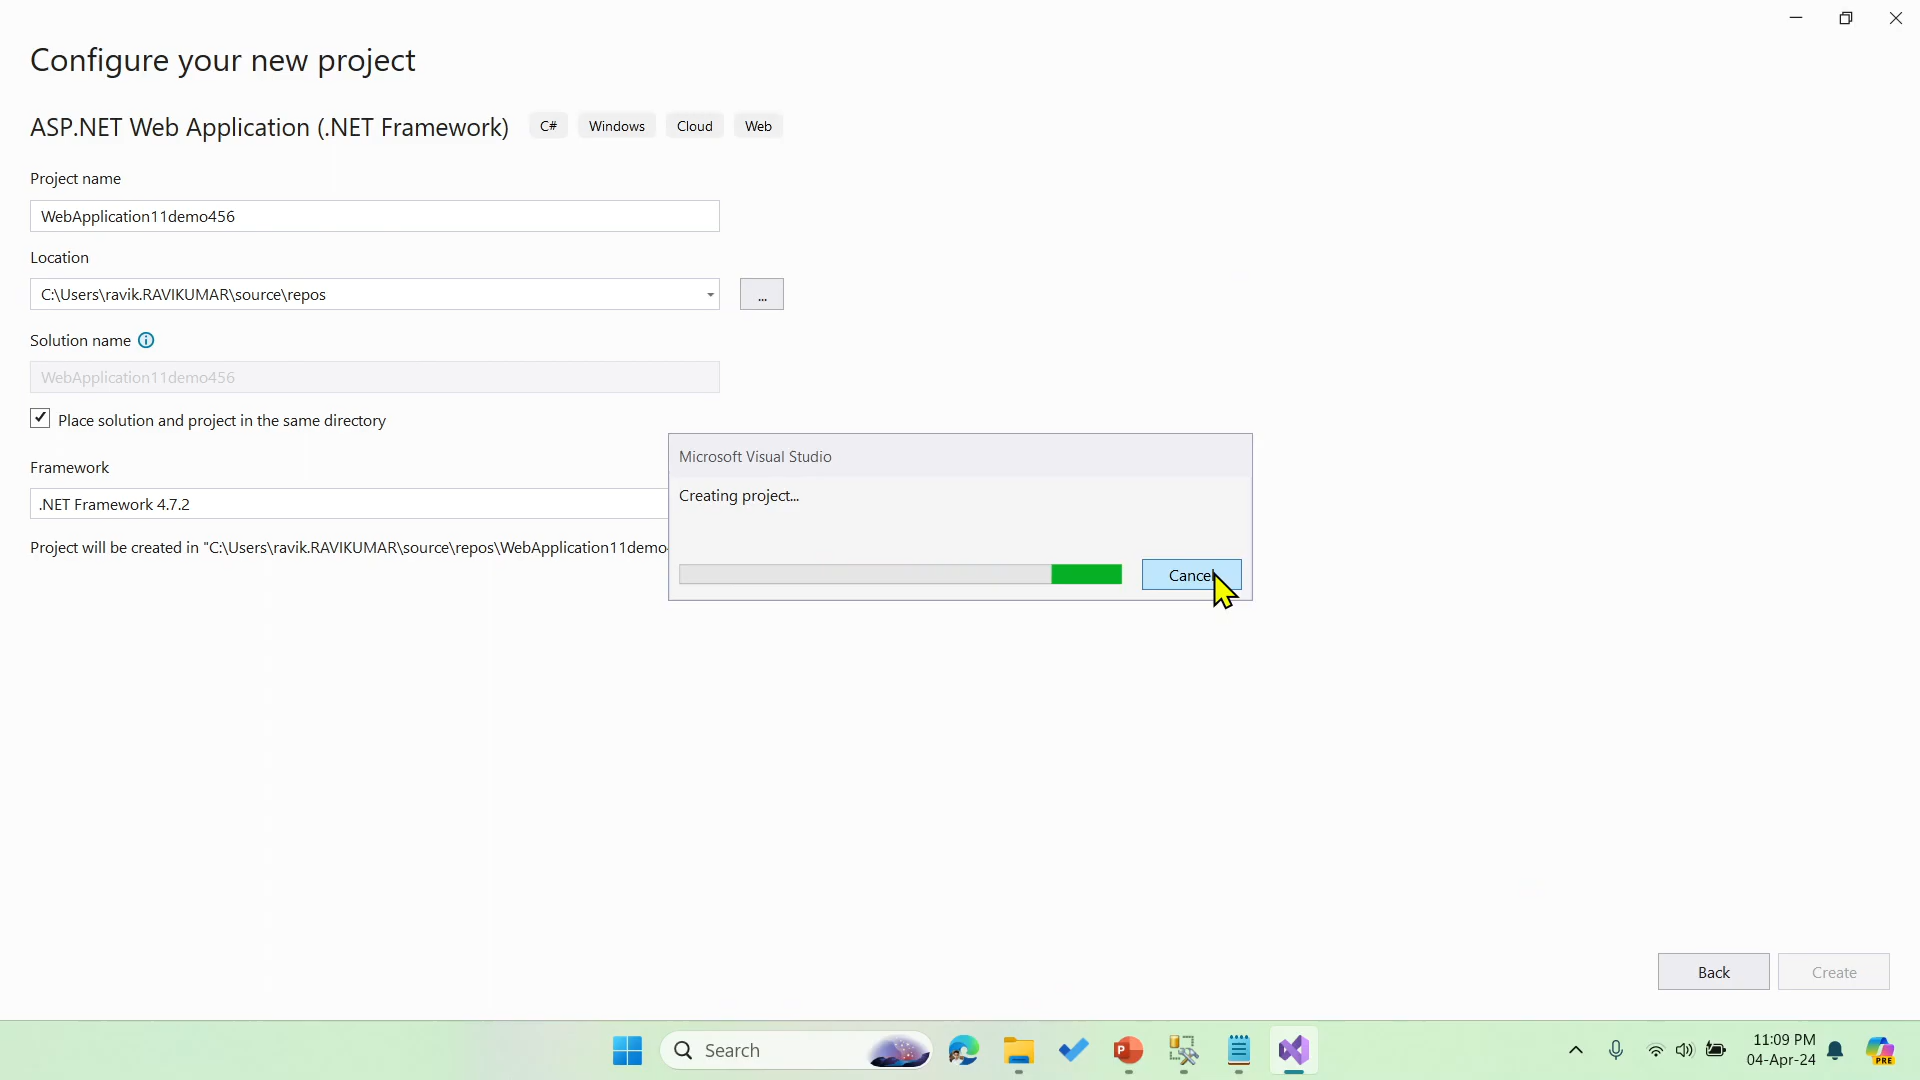 Configure your new project
ASP.NET Web Application (.NET Framework) C# Windows Cloud Web
Project name
WebApplication11demo456
Location
C:\Users\ravik.RAVIKUMAR\source\repos
...
Solution name
WebApplication11demo456
Place solution and project in the same directory
Framework
.NET Framework 4.7.2
Project will be created in "C:\Users\ravik.RAVIKUMAR\source\repos\WebApplication11demo
Microsoft Visual Studio
Creating project...
Cancel
Back
Create
Search
11:09 PM
04-Apr-24
PRE